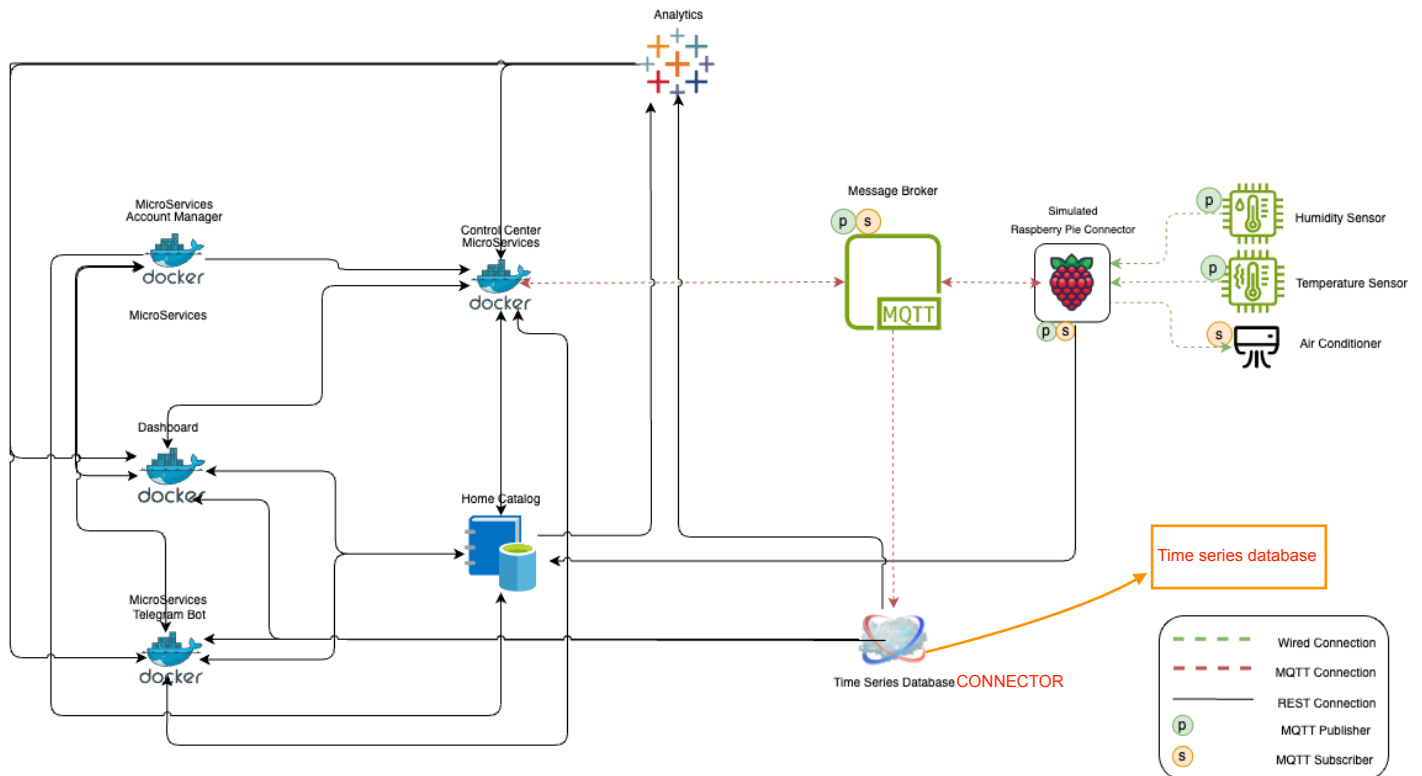 Analytics
MicroServices
Account Manager
docker
MicroServices
Control Center
MicroServices
docker
Message Broker
p
s
MQTT
Simulated
Raspberry Pie Connector
p
s
p
Humidity Sensor
p
Temperature Sensor
s
Air Conditioner
Dashboard
docker
Home Catalog
MicroServices
Telegram Bot
docker
Time Series Database CONNECTOR
Time series database
Wired Connection
MQTT Connection
REST Connection
p
MQTT Publisher
s
MQTT Subscriber